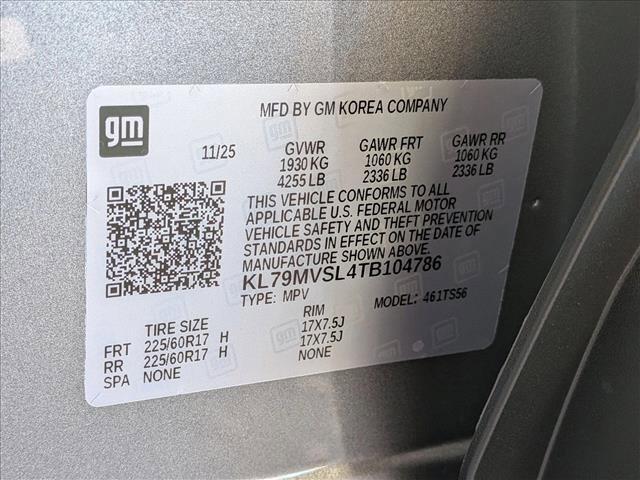 gm
MFD BY GM KOREA COMPANY
11/25 GVWR GAWR FRT GAWR RR
1930 KG 1060 KG 1060 KG
4255 LB 2336 LB 2336 LB
THIS VEHICLE CONFORMS TO ALL
APPLICABLE U.S. FEDERAL MOTOR
VEHICLE SAFETY AND THEFT PREVENTION
STANDARDS IN EFFECT ON THE DATE OF
MANUFACTURE SHOWN ABOVE.
KL79MVSL4TB104786
TYPE: MPV MODEL: 461TS56
TIRE SIZE RIM
FRT 225/60R17 H 17X7.5J
RR 225/60R17 H 17X7.5J
SPA NONE NONE